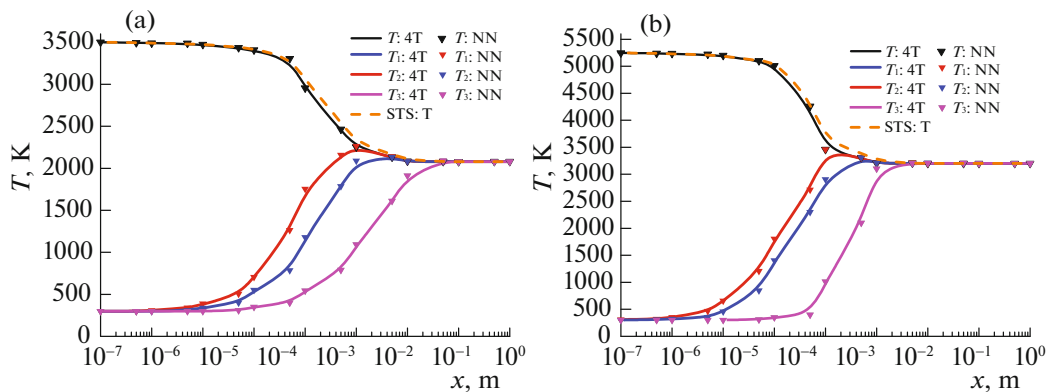 (a)
T, K
3500
3000
2500
2000
1500
1000
500
0
T: 4T T: NN
T₁: 4T T₁: NN
T₂: 4T T₂: NN
T₃: 4T T₃: NN
STS: T
10⁻⁷ 10⁻⁶ 10⁻⁵ 10⁻⁴ 10⁻³ 10⁻² 10⁻¹ 10⁰
x, m
(b)
T, K
5500
5000
4500
4000
3500
3000
2500
2000
1500
1000
500
0
T: 4T T: NN
T₁: 4T T₁: NN
T₂: 4T T₂: NN
T₃: 4T T₃: NN
STS: T
10⁻⁷ 10⁻⁶ 10⁻⁵ 10⁻⁴ 10⁻³ 10⁻² 10⁻¹ 10⁰
x, m